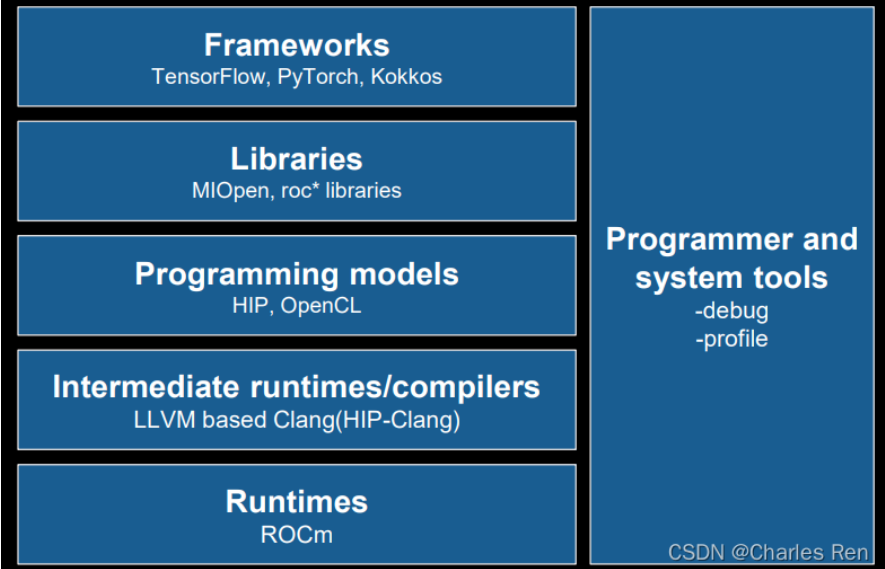 Frameworks
TensorFlow, PyTorch, Kokkos
Libraries
MIOpen, roc* libraries
Programming models
HIP, OpenCL
Intermediate runtimes/compilers
LLVM based Clang(HIP-Clang)
Runtimes
ROCm
Programmer and
system tools
-debug
-profile
CSDN @Charles Ren